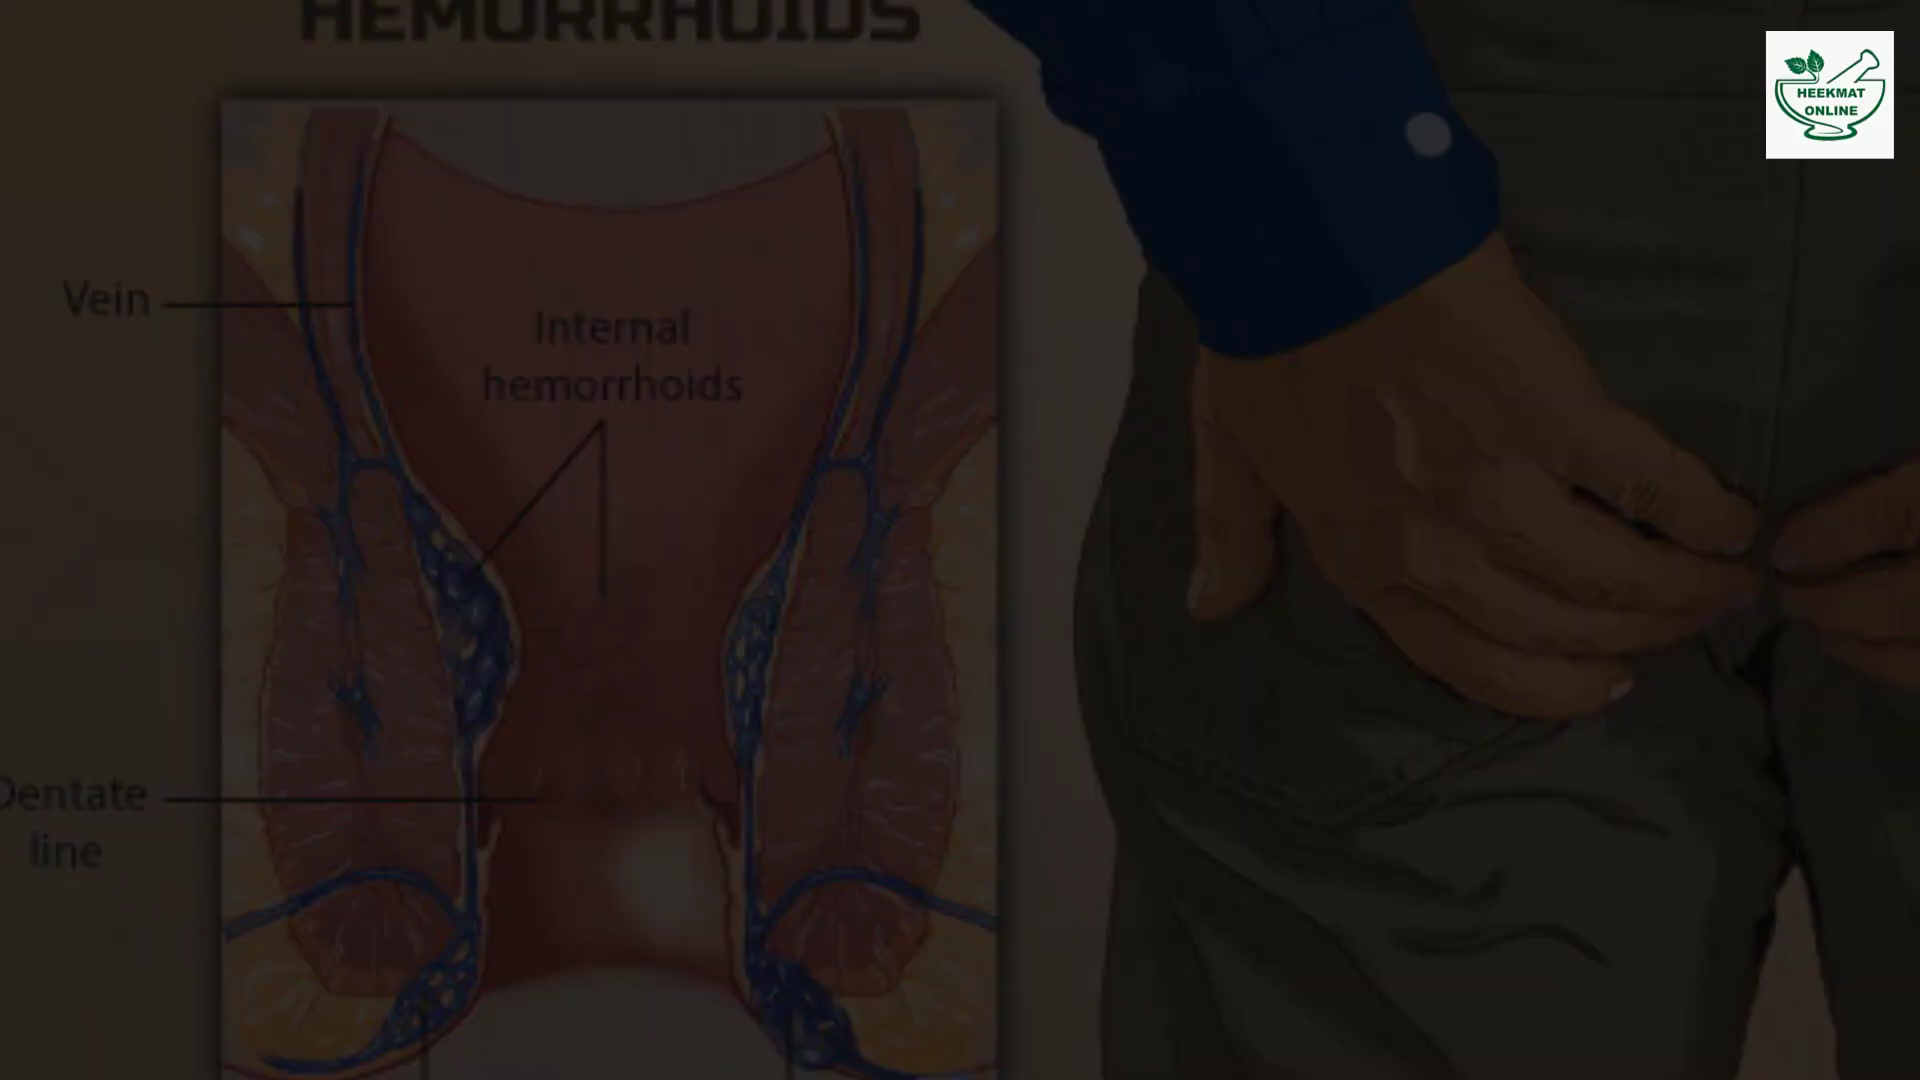 HEMORRHOIDS
HEEKMAT
ONLINE
Vein
Internal
hemorrhoids
Dentate
line